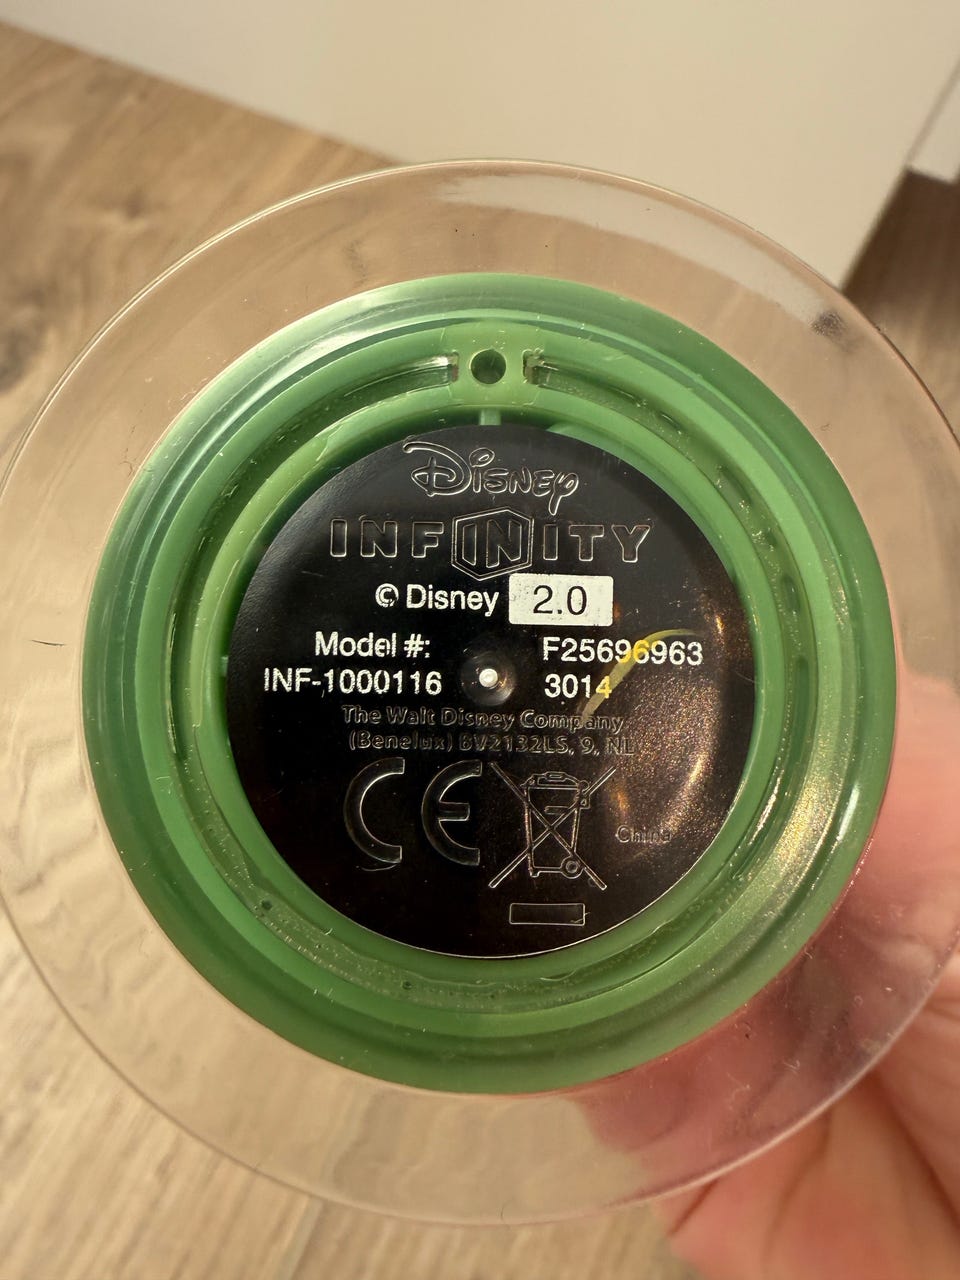 Disney
INFINITY
© Disney 2.0
Model #: F25696963
INF-1000116 3014
The Walt Disney Company
(Benelux) BV2132LS, 9, NL
CE
China